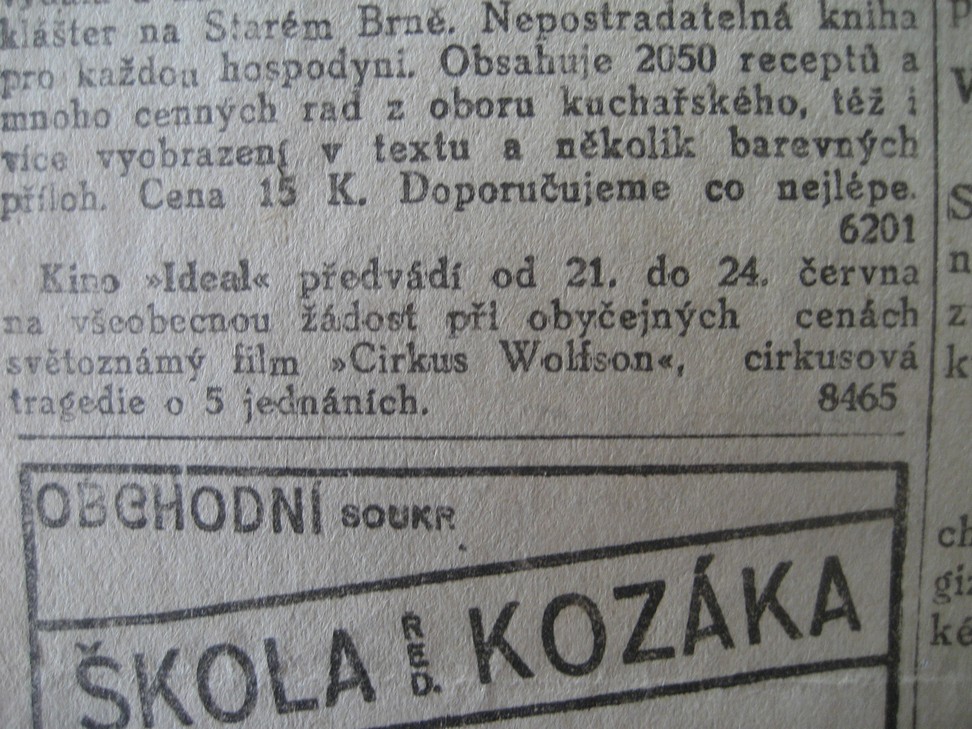 klášter na Starém Brně. Nepostradatelná kniha
pro každou hospodyni. Obsahuje 2050 receptů a
mnoho cenných rad z oboru kuchařského, též i
více vyobrazení v textu a několik barevných
příloh. Cena 15 K. Doporučujeme co nejlépe.
6201
Kino »Ideal« předvádí od 21. do 24. června
na všeobecnou žádost při obyčejných cenách
světoznámý film »Cirkus Wolfson«, cirkusová
tragedie o 5 jednáních. 8465
OBCHODNÍ SOUKR.
ŠKOLA ŘED. KOZÁKA